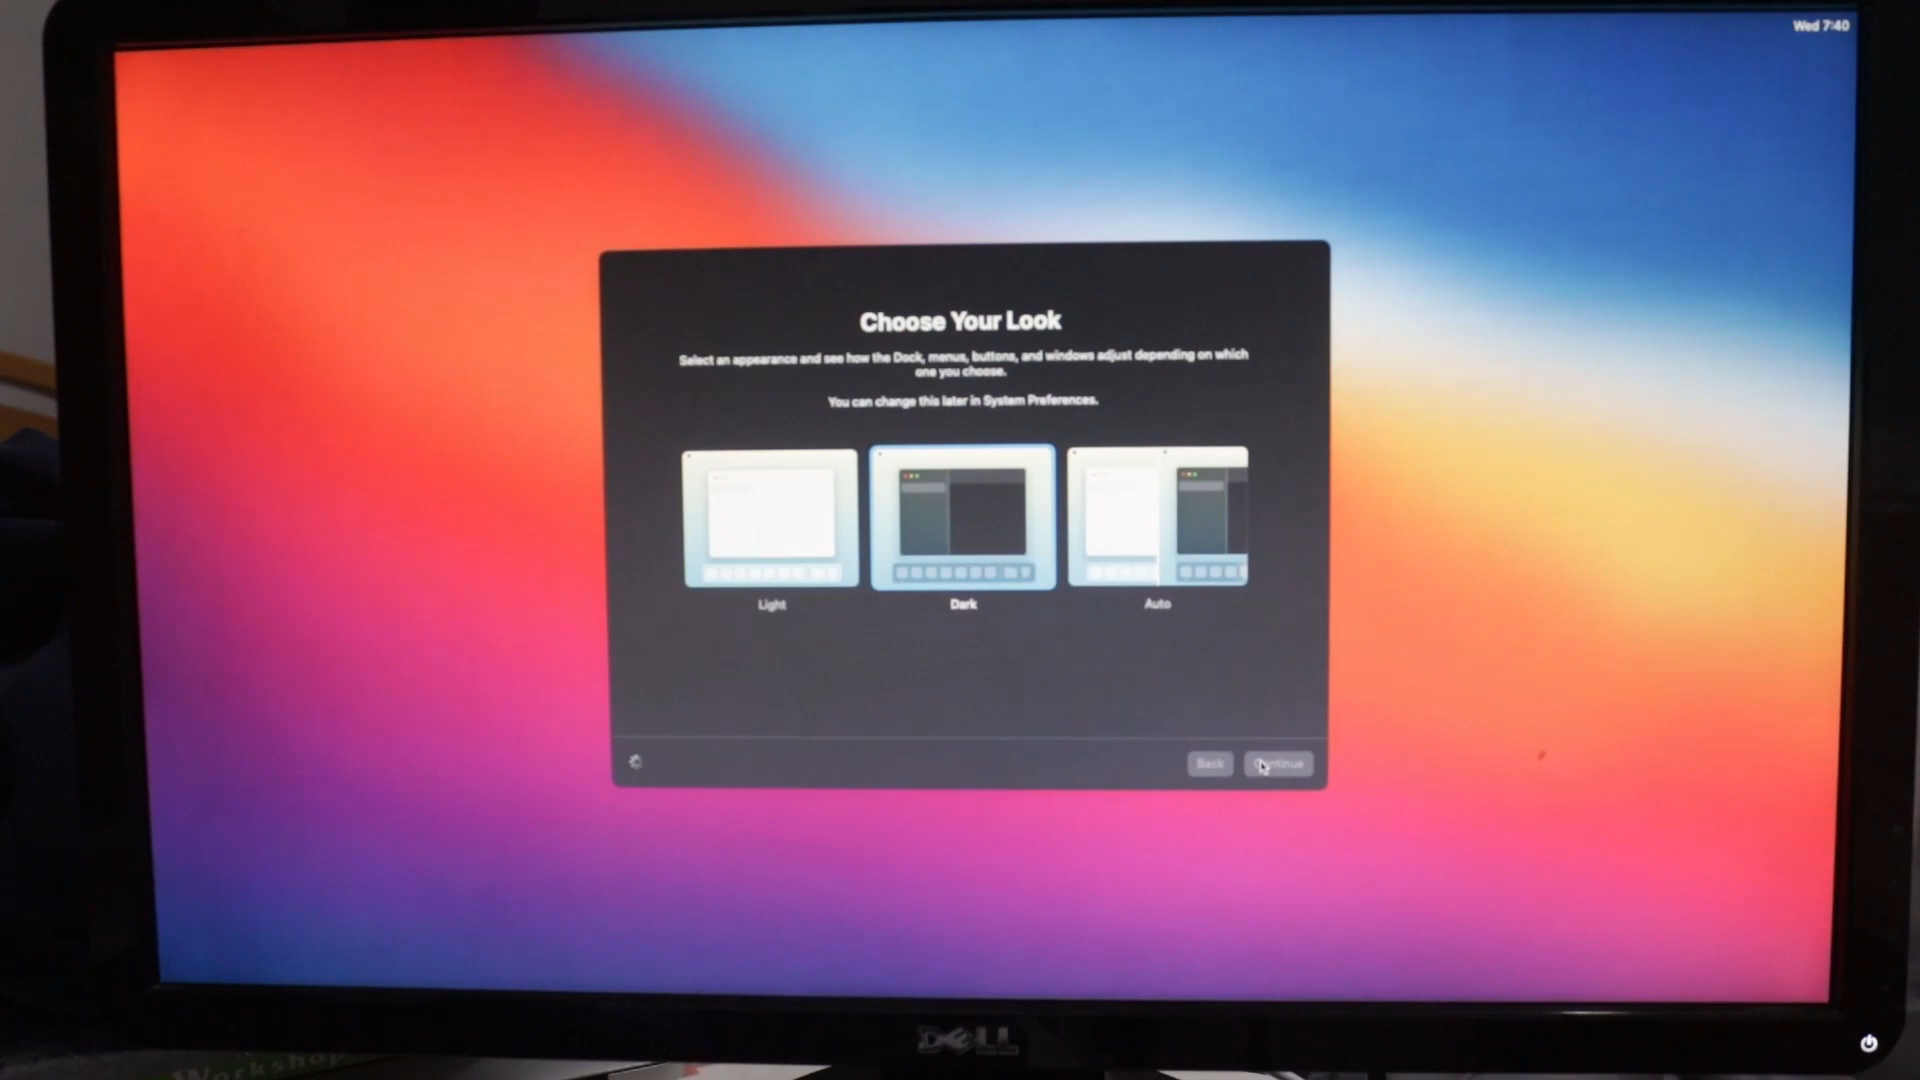 Wed 7:40
Choose Your Look
Select an appearance and see how the Dock, menus, buttons, and windows adjust depending on which
one you choose.
You can change this later in System Preferences.
Light
Dark
Auto
Back
Continue
DELL
Workshop